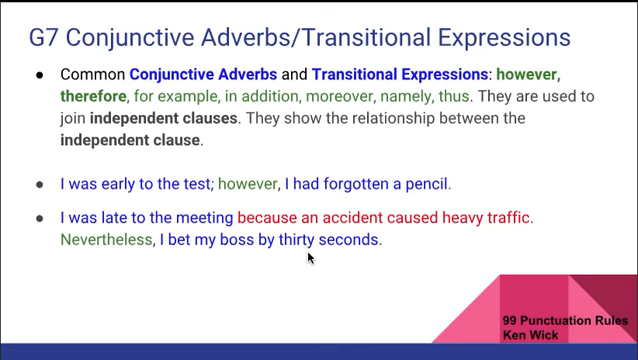 G7 Conjunctive Adverbs/Transitional Expressions
● Common Conjunctive Adverbs and Transitional Expressions: however,
therefore, for example, in addition, moreover, namely, thus. They are used to
join independent clauses. They show the relationship between the
independent clause.
● I was early to the test; however, I had forgotten a pencil.
● I was late to the meeting because an accident caused heavy traffic.
Nevertheless, I bet my boss by thirty seconds.
99 Punctuation Rules
Ken Wick